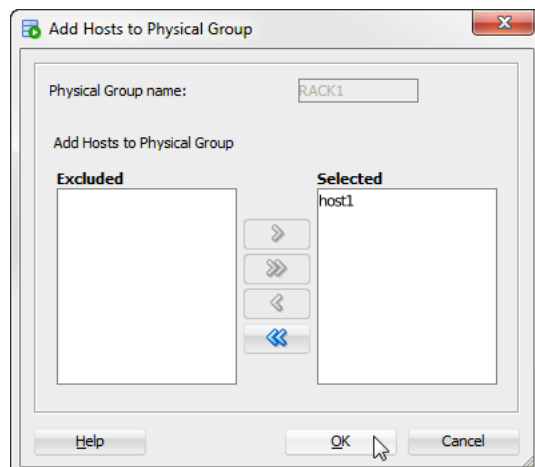 Add Hosts to Physical Group
Physical Group name: RACK1
Add Hosts to Physical Group
Excluded Selected
host1
Help OK Cancel